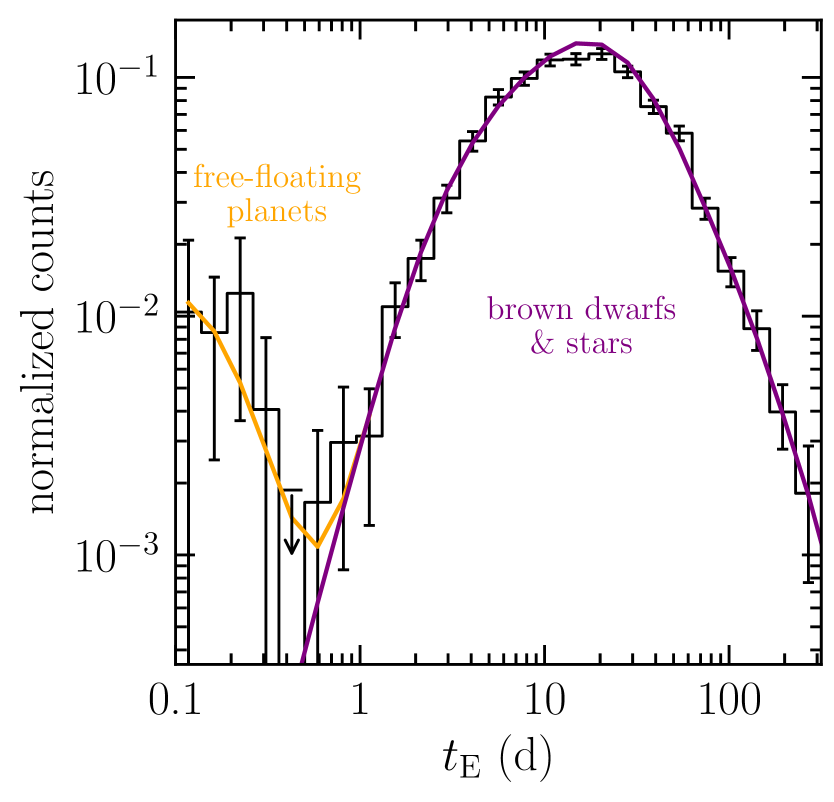 10⁻¹
free-floating
planets
normalized counts
10⁻²
brown dwarfs
& stars
10⁻³
0.1 1 10 100
t_E (d)